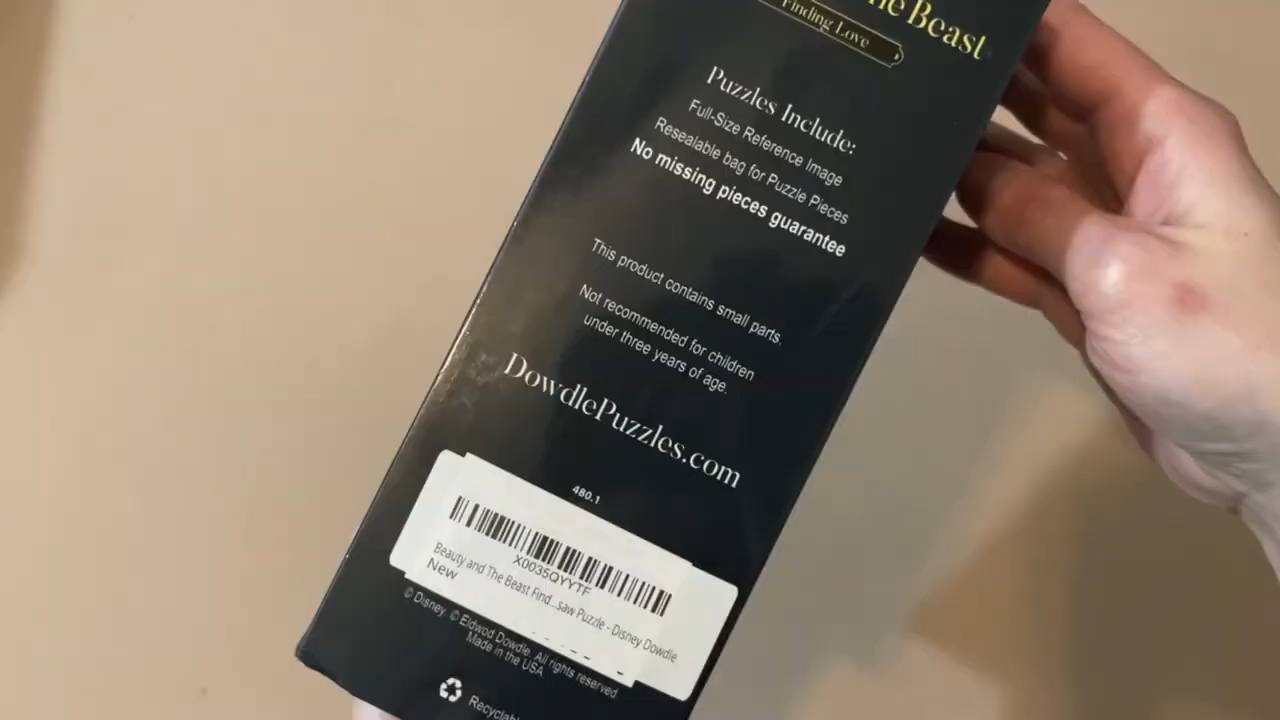 he Beast
Finding Love
Puzzles Include:
Full-Size Reference Image
Resealable bag for Puzzle Pieces
No missing pieces guarantee
This product contains small parts.
Not recommended for children
under three years of age.
DowdlePuzzles.com
480.1
X0035QYYTF
Beauty and The Beast Find...saw Puzzle - Disney Dowdle
New
© Disney. © Eldwod Dowdle. All rights reserved
Made in the USA